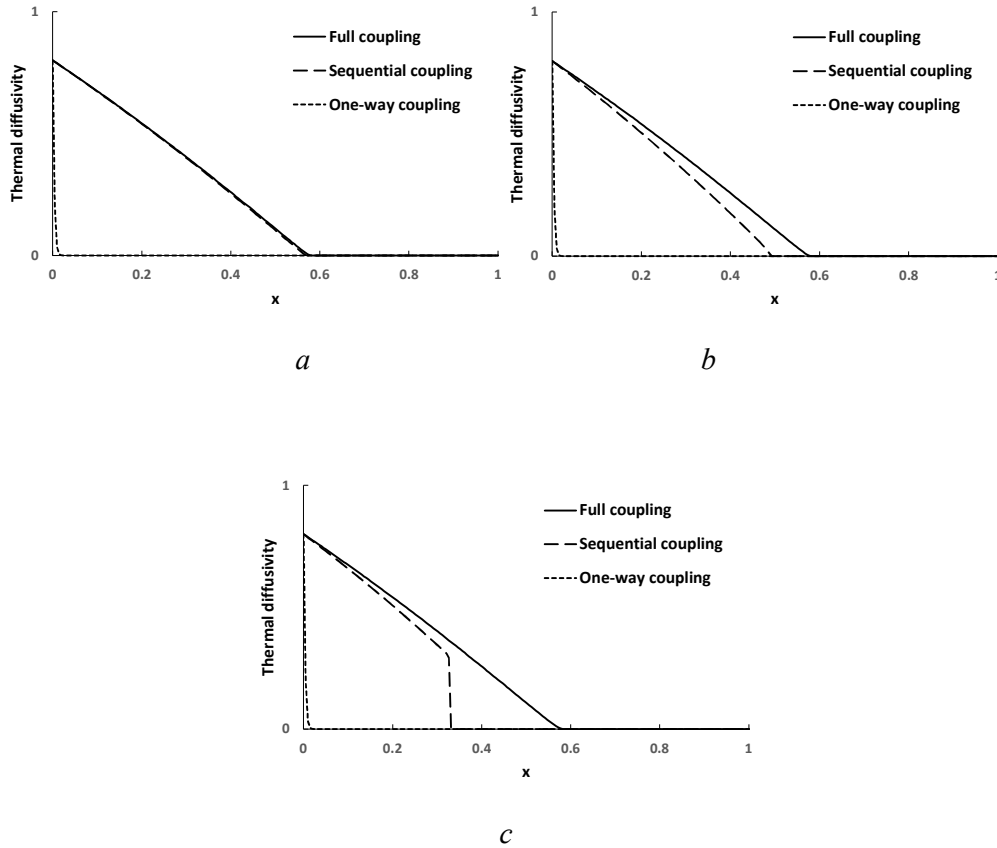 1
Full coupling
Sequential coupling
One-way coupling
Thermal diffusivity
0
0 0.2 0.4 0.6 0.8 1
x
a
1
Full coupling
Sequential coupling
One-way coupling
Thermal diffusivity
0
0 0.2 0.4 0.6 0.8 1
x
b
1
Full coupling
Sequential coupling
One-way coupling
Thermal diffusivity
0
0 0.2 0.4 0.6 0.8 1
x
c